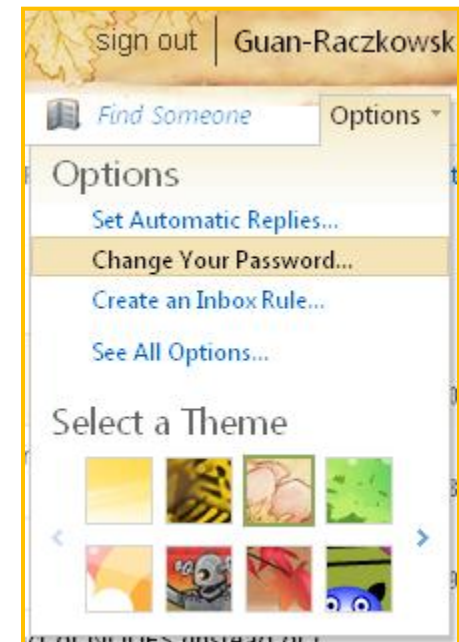 sign out | Guan-Raczkowsk
Find Someone Options
Options
Set Automatic Replies...
Change Your Password...
Create an Inbox Rule...
See All Options...
Select a Theme